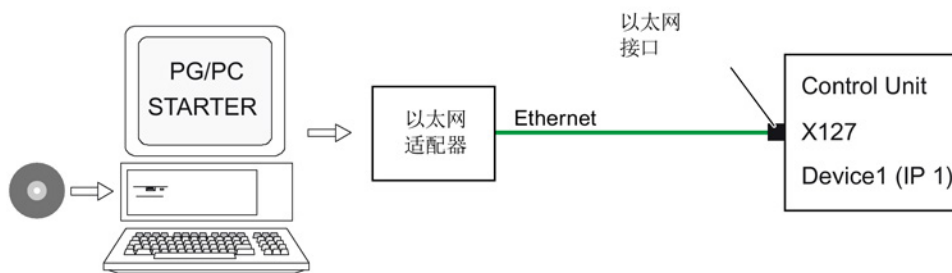 PG/PC
STARTER
以太网
适配器
Ethernet
以太网
接口
Control Unit
X127
Device1 (IP 1)